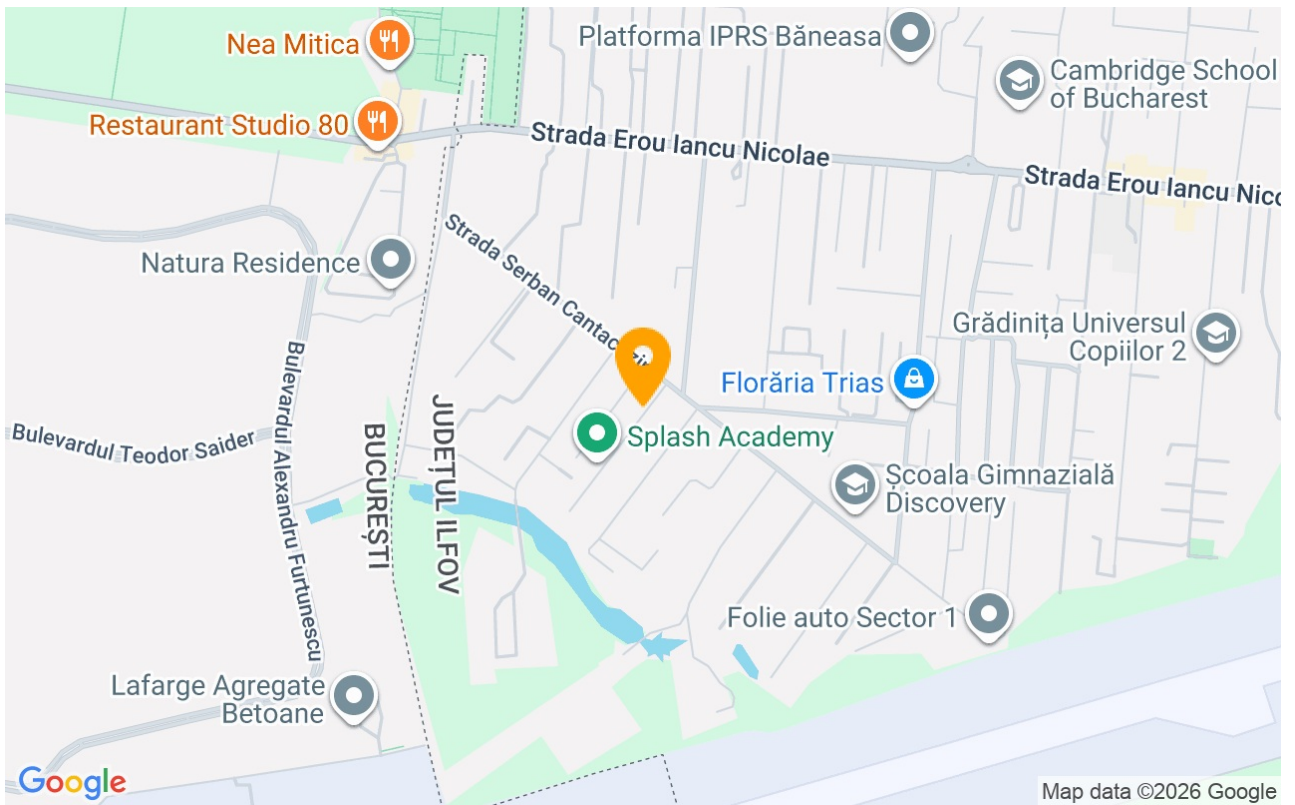 Nea Mitica
Platforma IPRS Băneasa
Cambridge School
of Bucharest
Restaurant Studio 80
Strada Erou Iancu Nicolae
Strada Erou Iancu Nico
Strada Serban Cantac
Natura Residence
Grădinița Universul
Copiilor 2
Florăria Trias
Splash Academy
Bulevardul Teodor Saider
Bulevardul Alexandru Furtunescu
BUCUREȘTI
JUDEȚUL ILFOV
Școala Gimnazială
Discovery
Folie auto Sector 1
Lafarge Agregate
Betoane
Google
Map data ©2026 Google